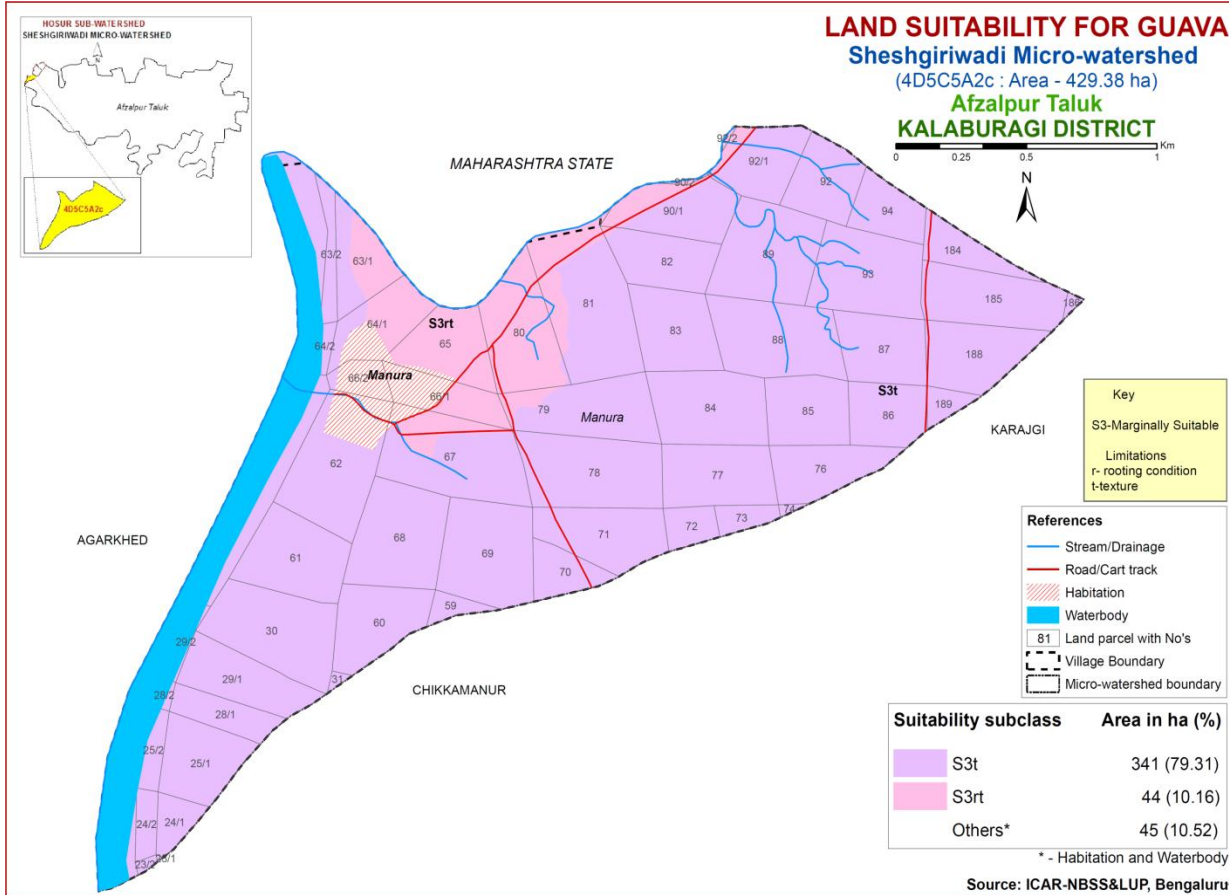 HOSUR SUB-WATERSHED
SHESHGIRIWADI MICRO-WATERSHED
Afzalpur Taluk
4D5C5A2c
LAND SUITABILITY FOR GUAVA
Sheshgiriwadi Micro-watershed
(4D5C5A2c : Area - 429.38 ha)
Afzalpur Taluk
KALABURAGI DISTRICT
0 0.25 0.5 1 Km
N
MAHARASHTRA STATE
92/2
92/1
92
90/2
90/1
94
63/2
63/1
82
89
93
184
185
186
64/1
S3rt
65
80
81
83
88
87
188
64/2
66/2
Manura
66/1
79
Manura
84
85
S3t
86
189
KARAJGI
62
67
78
77
76
74
73
72
71
AGARKHED
61
68
69
70
59
60
30
29/2
29/1
31
CHIKKAMANUR
28/2
28/1
25/2
25/1
24/2
24/1
23/2
Key
S3-Marginally Suitable
Limitations
r- rooting condition
t-texture
References
Stream/Drainage
Road/Cart track
Habitation
Waterbody
81 Land parcel with No's
Village Boundary
Micro-watershed boundary
Suitability subclass Area in ha (%)
S3t 341 (79.31)
S3rt 44 (10.16)
Others* 45 (10.52)
* - Habitation and Waterbody
Source: ICAR-NBSS&LUP, Bengaluru